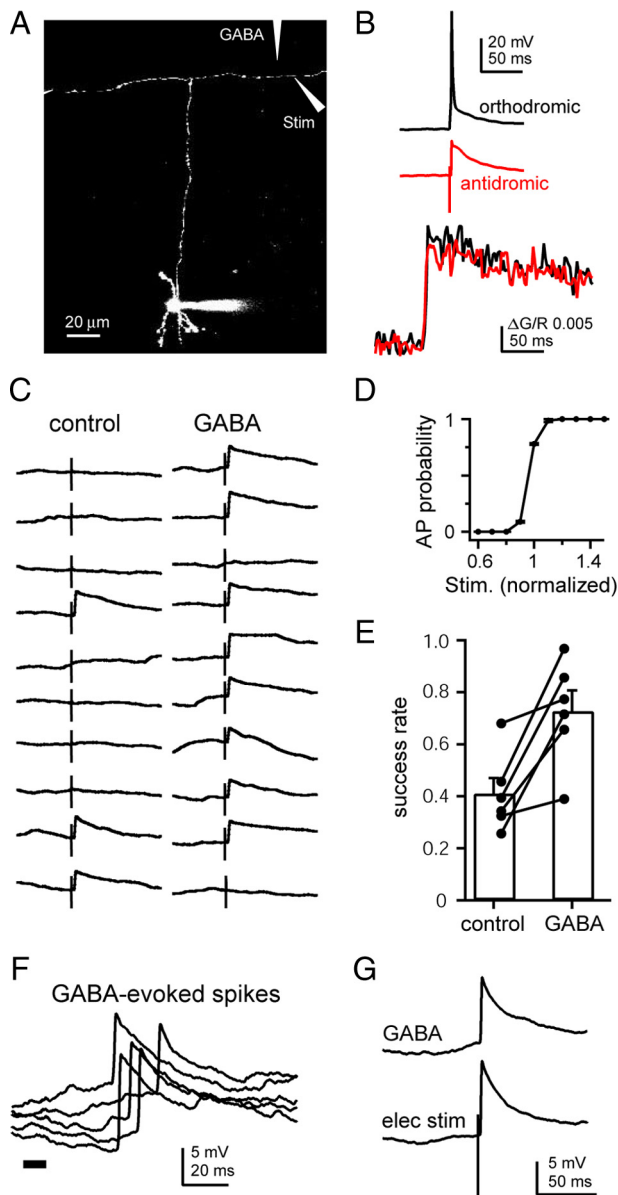 A
GABA
Stim
20 μm
B
20 mV
50 ms
orthodromic
antidromic
ΔG/R 0.005
50 ms
C
control
GABA
D
AP probability
1
0
0.6
1
1.4
Stim. (normalized)
E
success rate
1.0
0.8
0.6
0.4
0.2
0
control
GABA
F
GABA-evoked spikes
5 mV
20 ms
G
GABA
elec stim
5 mV
50 ms